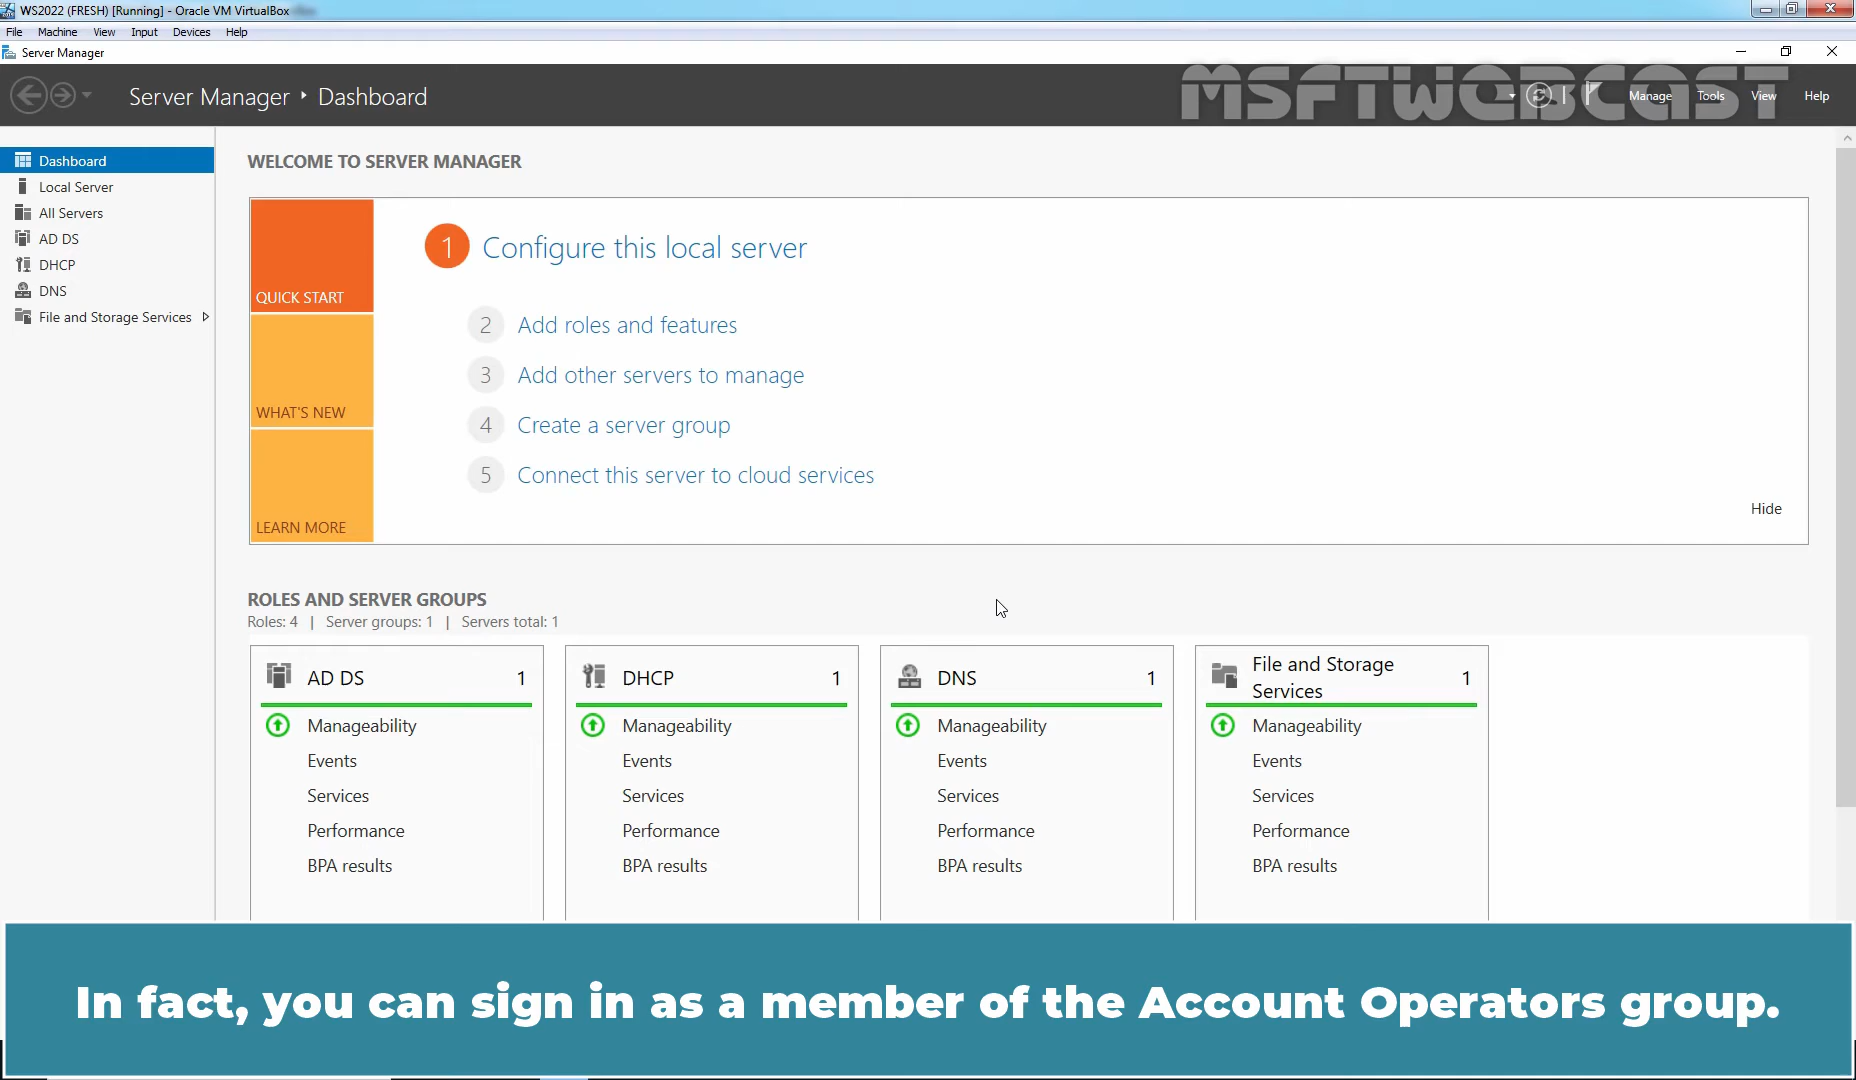 WS2022 (FRESH) [Running] - Oracle VM VirtualBox
File Machine View Input Devices Help
Server Manager
Server Manager ‣ Dashboard
MSFTWEBCAST
Manage Tools View Help
Dashboard
Local Server
All Servers
AD DS
DHCP
DNS
File and Storage Services
WELCOME TO SERVER MANAGER
QUICK START
WHAT'S NEW
LEARN MORE
1 Configure this local server
2 Add roles and features
3 Add other servers to manage
4 Create a server group
5 Connect this server to cloud services
Hide
ROLES AND SERVER GROUPS
Roles: 4 | Server groups: 1 | Servers total: 1
AD DS 1
Manageability
Events
Services
Performance
BPA results
DHCP 1
Manageability
Events
Services
Performance
BPA results
DNS 1
Manageability
Events
Services
Performance
BPA results
File and Storage
Services 1
Manageability
Events
Services
Performance
BPA results
In fact, you can sign in as a member of the Account Operators group.